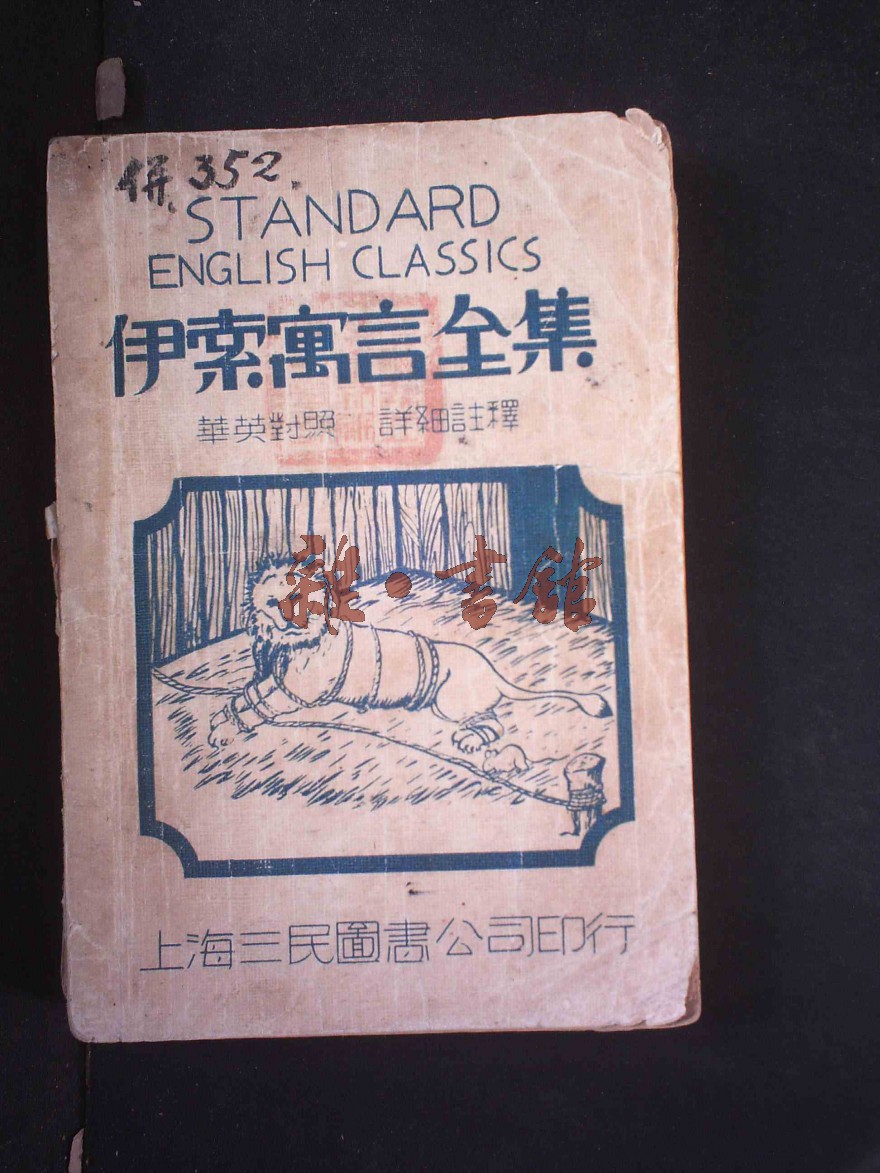 併. 352.
STANDARD
ENGLISH CLASSICS
伊索寓言全集
華英對照 詳細註釋
雜·書館
上海三民圖書公司印行